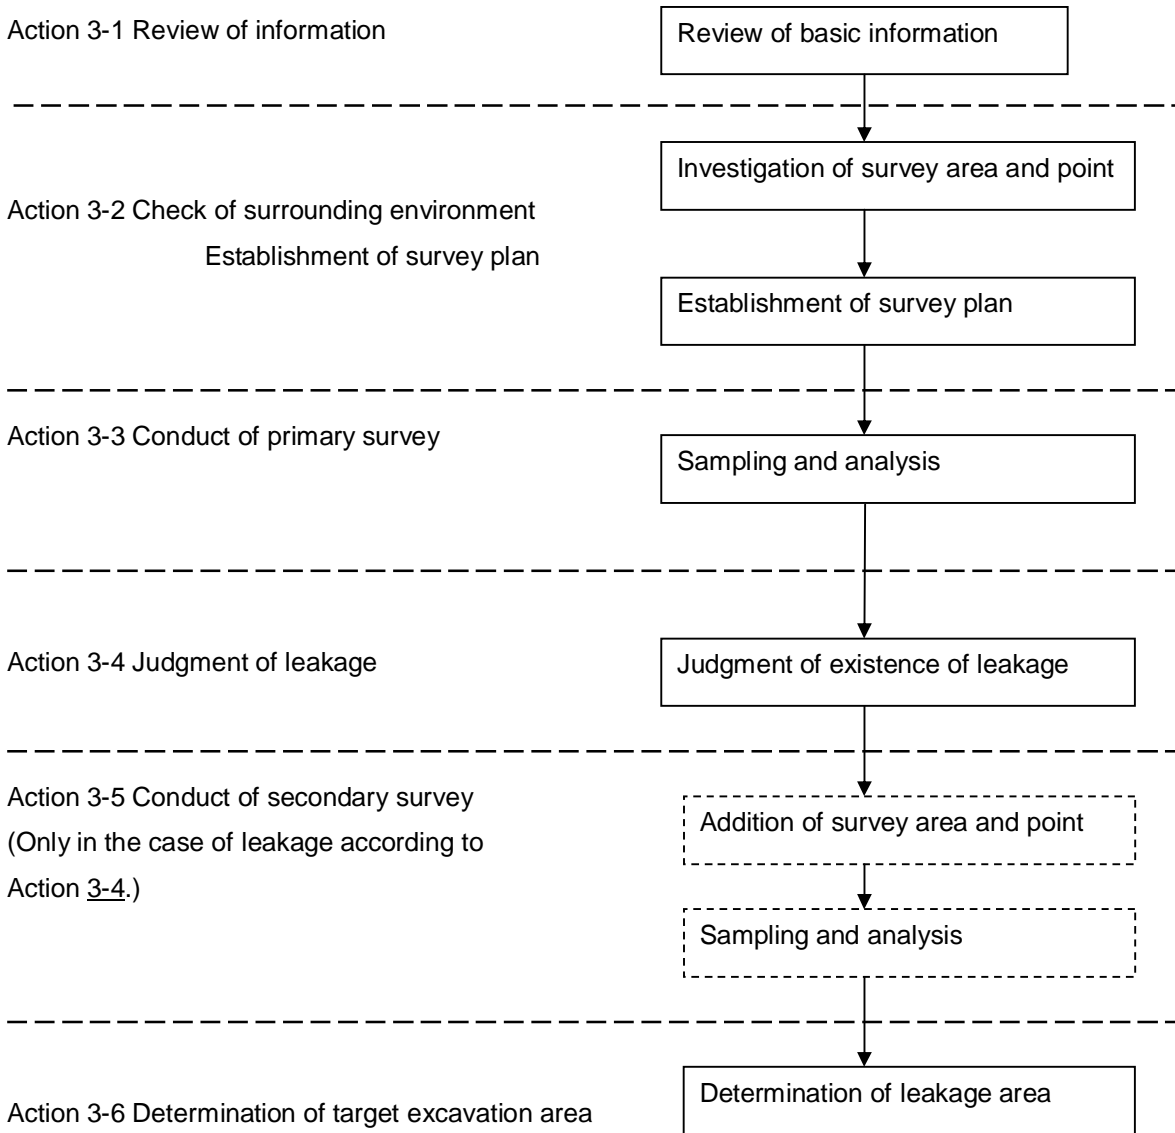 Action 3-1 Review of information
Review of basic information
Investigation of survey area and point
Action 3-2 Check of surrounding environment
Establishment of survey plan
Establishment of survey plan
Action 3-3 Conduct of primary survey
Sampling and analysis
Action 3-4 Judgment of leakage
Judgment of existence of leakage
Action 3-5 Conduct of secondary survey
(Only in the case of leakage according to
Action 3-4.)
Addition of survey area and point
Sampling and analysis
Determination of leakage area
Action 3-6 Determination of target excavation area